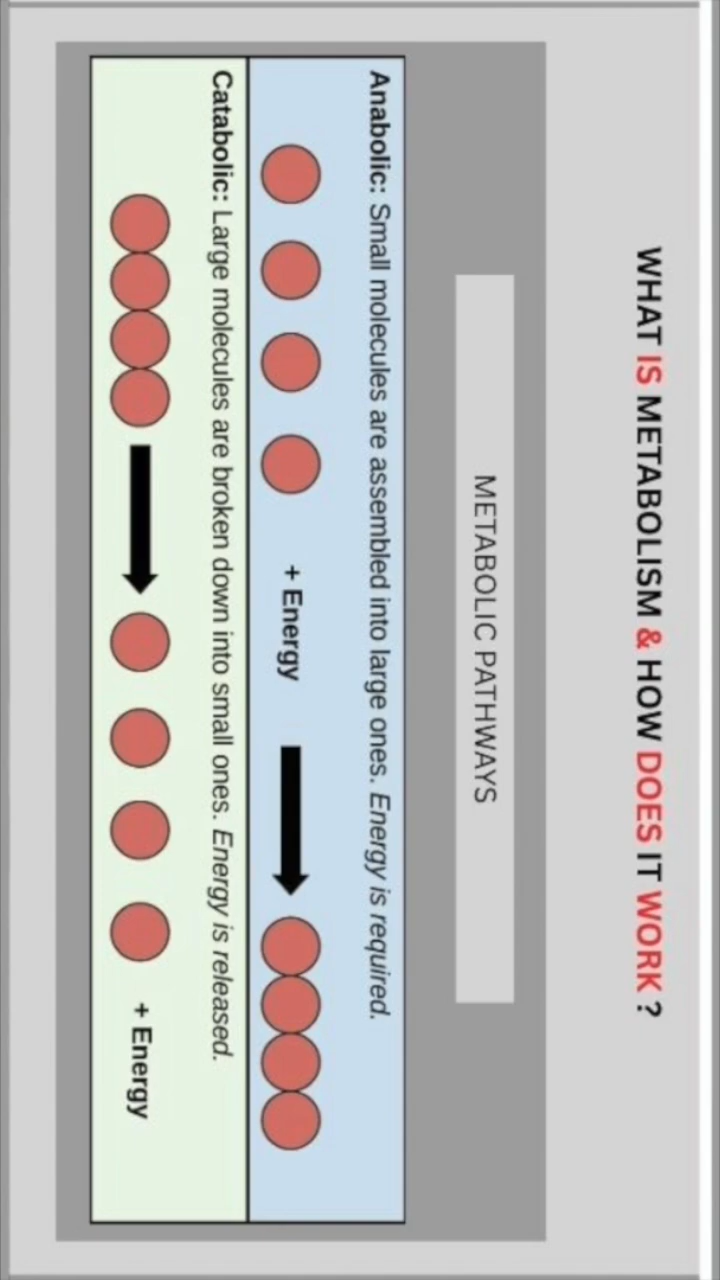 WHAT IS METABOLISM & HOW DOES IT WORK ?
METABOLIC PATHWAYS
Anabolic: Small molecules are assembled into large ones. Energy is required.
+ Energy
Catabolic: Large molecules are broken down into small ones. Energy is released.
+ Energy